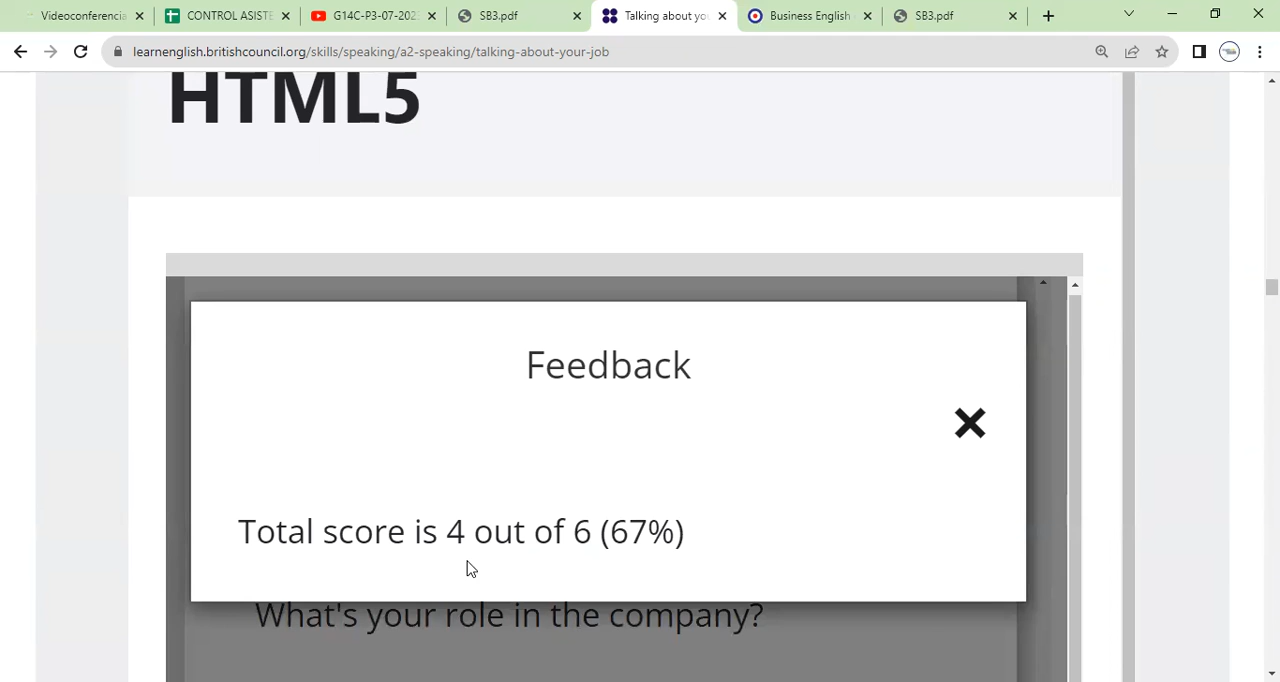 Videoconferencia
CONTROL ASISTE
G14C-P3-07-202
SB3.pdf
Talking about you
Business English
SB3.pdf
learnenglish.britishcouncil.org/skills/speaking/a2-speaking/talking-about-your-job
HTML5
Feedback
Total score is 4 out of 6 (67%)
What's your role in the company?